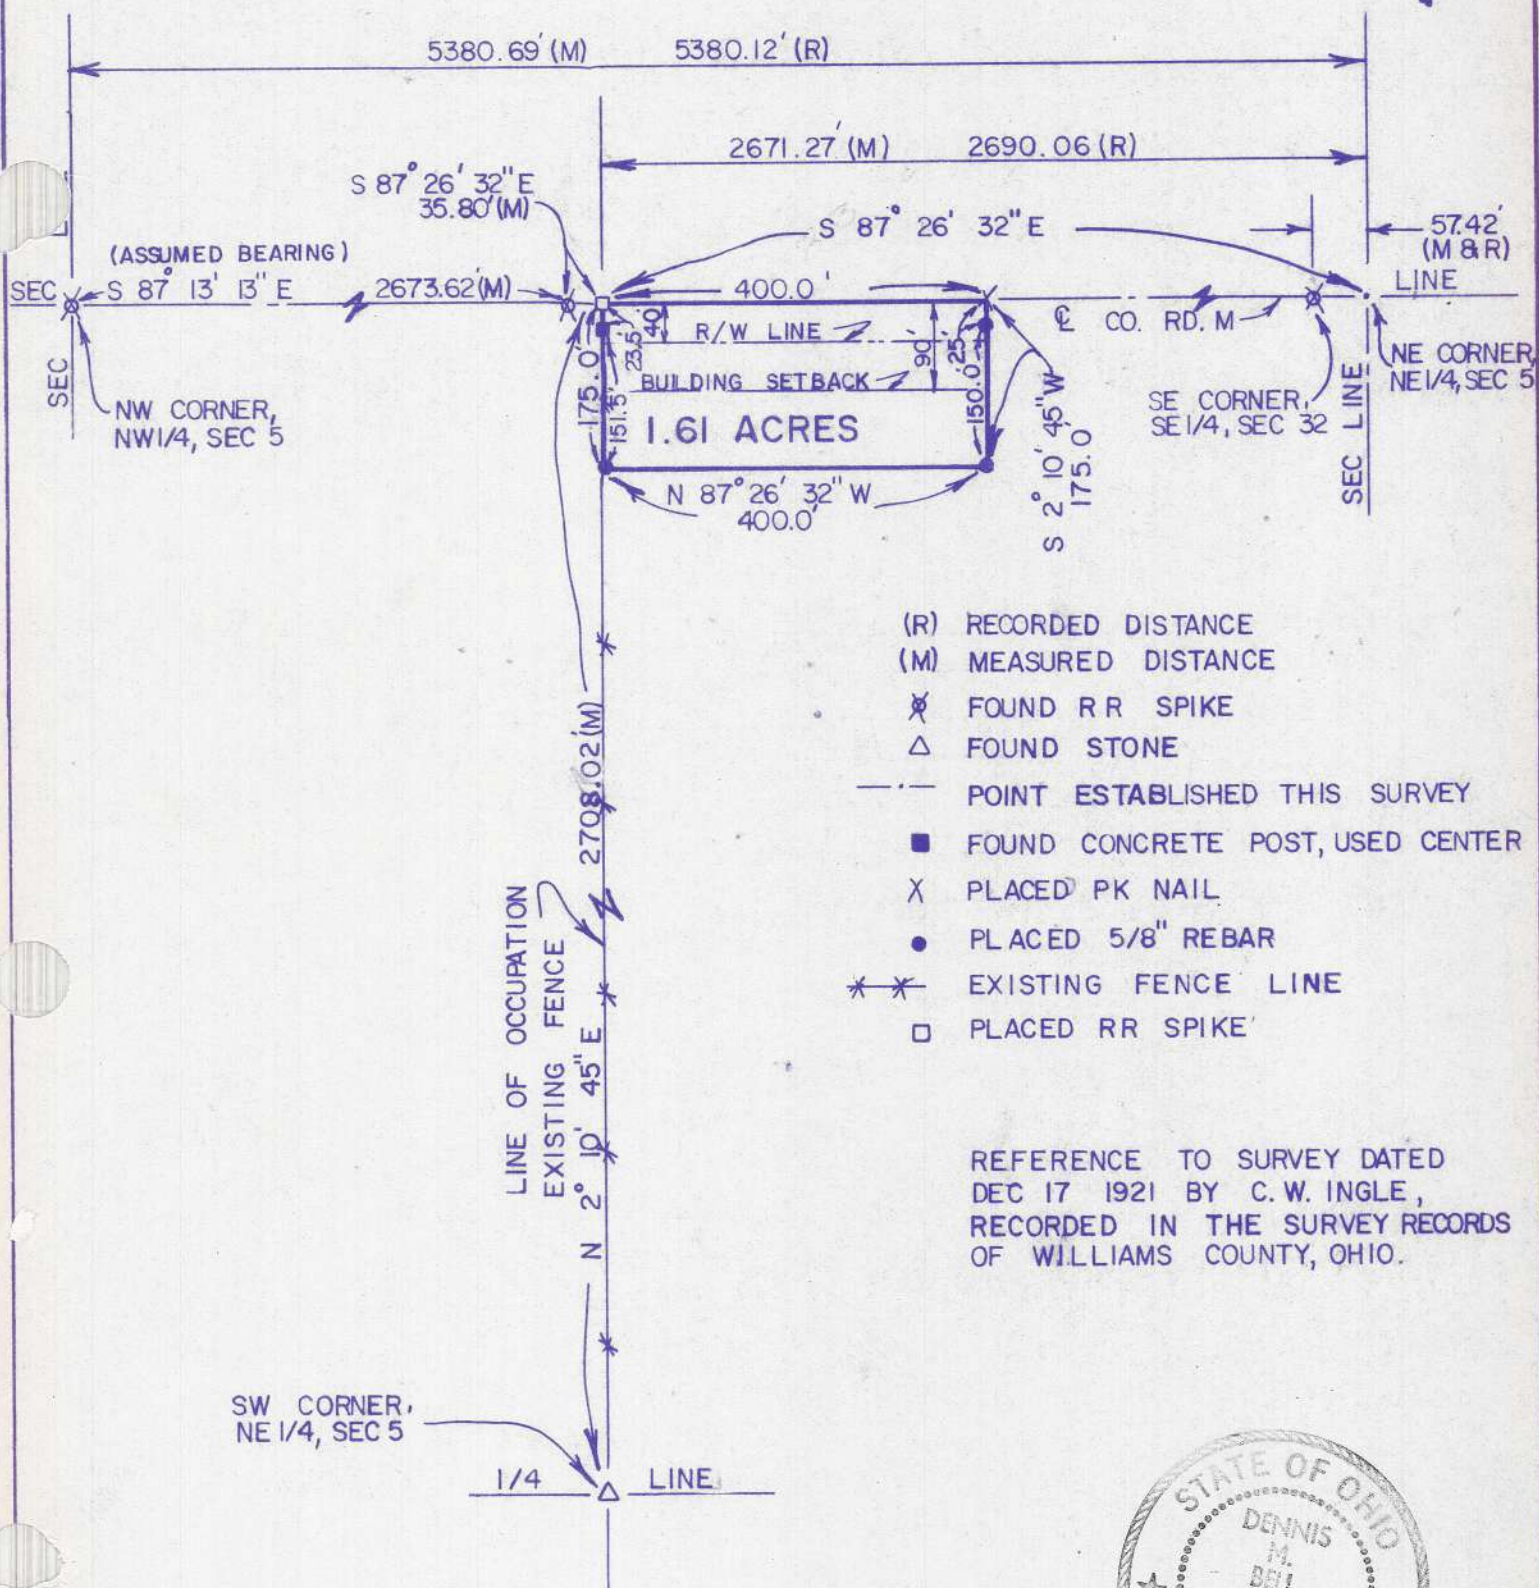 5380.69' (M) 5380.12' (R)
2671.27' (M) 2690.06 (R)
S 87° 26' 32" E
35.80' (M)
S 87° 26' 32" E
57.42'
(M & R)
(ASSUMED BEARING)
SEC
S 87° 13' 13" E
2673.62' (M)
400.0'
LINE
SEC
40'
23.5'
R/W LINE
90'
25'
℄ CO. RD. M
NE CORNER,
NE 1/4, SEC 5
175.0'
151.5'
BUILDING SETBACK
150.0'
NW CORNER,
NW1/4, SEC 5
1.61 ACRES
S 2° 10' 45" W
175.0
SE CORNER,
SE 1/4, SEC 32
SEC LINE
N 87° 26' 32" W
400.0'
(R) RECORDED DISTANCE
(M) MEASURED DISTANCE
FOUND RR SPIKE
FOUND STONE
POINT ESTABLISHED THIS SURVEY
FOUND CONCRETE POST, USED CENTER
PLACED PK NAIL
PLACED 5/8" REBAR
EXISTING FENCE LINE
PLACED RR SPIKE
2708.02' (M)
LINE OF OCCUPATION
EXISTING FENCE
N 2° 10' 45" E
REFERENCE TO SURVEY DATED
DEC 17 1921 BY C. W. INGLE,
RECORDED IN THE SURVEY RECORDS
OF WILLIAMS COUNTY, OHIO.
SW CORNER,
NE 1/4, SEC 5
1/4 LINE
STATE OF OHIO
DENNIS
M.